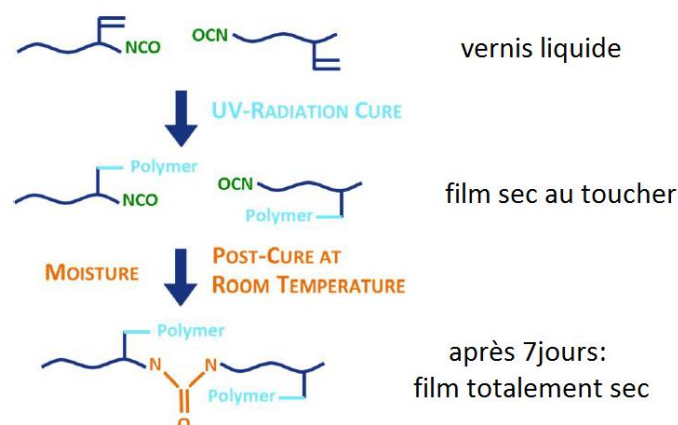 NCO
OCN
vernis liquide
UV-RADIATION CURE
Polymer
NCO
OCN
Polymer
film sec au toucher
MOISTURE
POST-CURE AT
ROOM TEMPERATURE
Polymer
N
N
Polymer
O
après 7jours:
film totalement sec